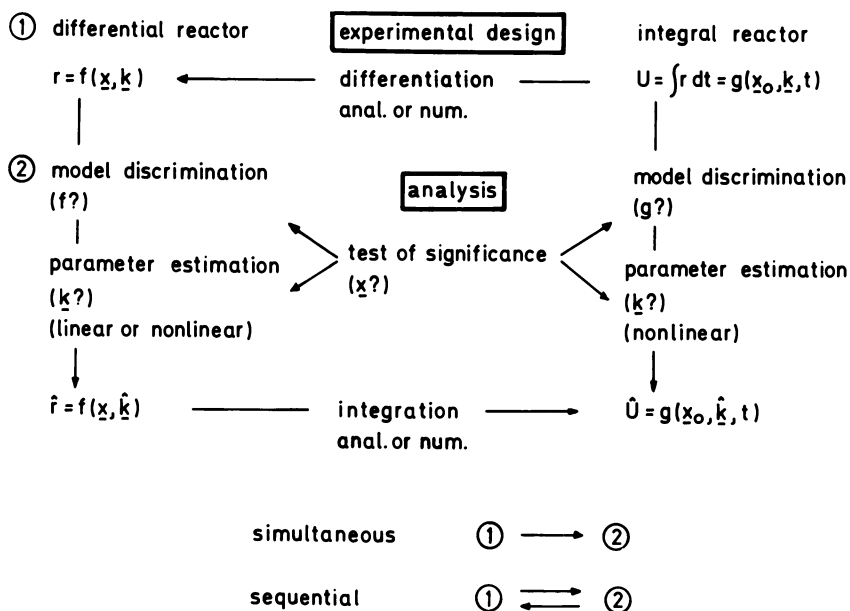 ① differential reactor experimental design integral reactor
r = f(x̲, k̲) differentiation anal. or num. U = ∫r dt = g(x̲₀, k̲, t)
② model discrimination (f?)
analysis
model discrimination (g?)
test of significance (x̲?)
parameter estimation (k̲?) (linear or nonlinear)
parameter estimation (k̲?) (nonlinear)
r̂ = f(x̲, k̲̂) integration anal. or num. Û = g(x̲₀, k̲̂, t)
simultaneous ① → ②
sequential ① ⇄ ②